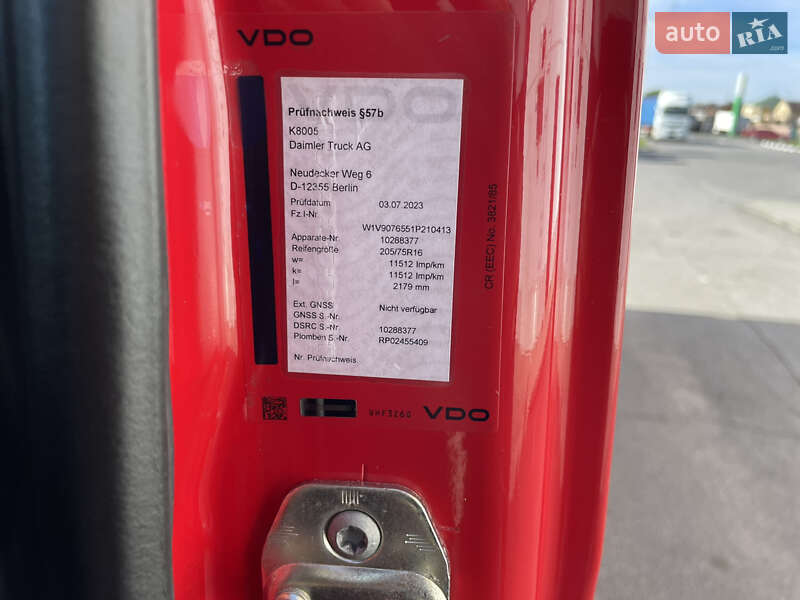 auto RIA.com
VDO
Prüfnachweis §57b
K8005
Daimler Truck AG
Neudecker Weg 6
D-12355 Berlin
Prüfdatum 03.07.2023
Fz.I-Nr.
W1V9076551P210413
Apparate-Nr. 10288377
Reifengröße 205/75R16
w= 11512 Imp/km
k= 11512 Imp/km
l= 2179 mm
Ext. GNSS Nicht verfügbar
GNSS S.-Nr.
DSRC S.-Nr. 10288377
Plomben S.-Nr. RP02455409
Nr. Prüfnachweis
CR (EEC) No. 3821/85
VDO